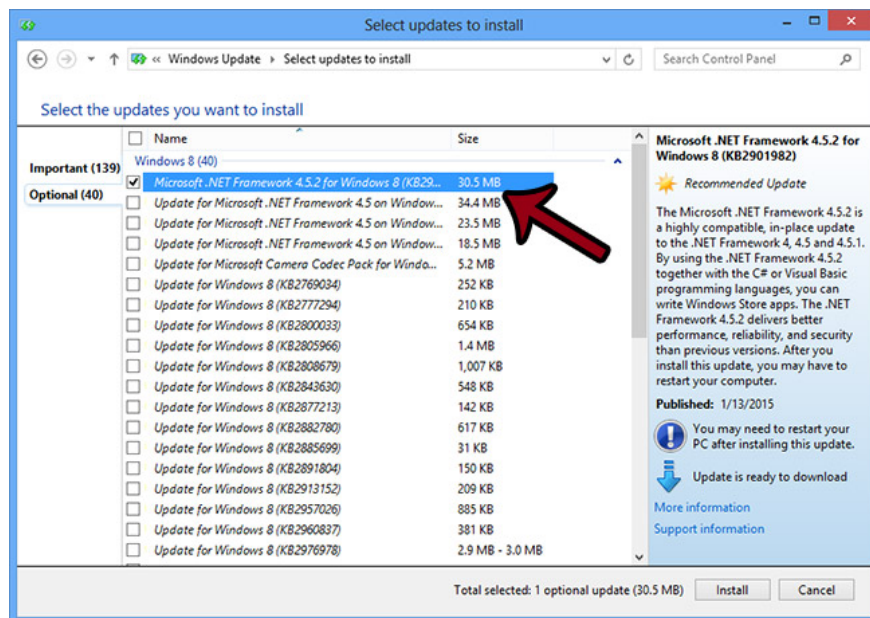 Select updates to install
« Windows Update ▸ Select updates to install
Search Control Panel
Select the updates you want to install
Important (139)
Optional (40)
Name Size
Windows 8 (40)
Microsoft .NET Framework 4.5.2 for Windows 8 (KB29... 30.5 MB
Update for Microsoft .NET Framework 4.5 on Window... 34.4 MB
Update for Microsoft .NET Framework 4.5 on Window... 23.5 MB
Update for Microsoft .NET Framework 4.5 on Window... 18.5 MB
Update for Microsoft Camera Codec Pack for Windo... 5.2 MB
Update for Windows 8 (KB2769034) 252 KB
Update for Windows 8 (KB2777294) 210 KB
Update for Windows 8 (KB2800033) 654 KB
Update for Windows 8 (KB2805966) 1.4 MB
Update for Windows 8 (KB2808679) 1,007 KB
Update for Windows 8 (KB2843630) 548 KB
Update for Windows 8 (KB2877213) 142 KB
Update for Windows 8 (KB2882780) 617 KB
Update for Windows 8 (KB2885699) 31 KB
Update for Windows 8 (KB2891804) 150 KB
Update for Windows 8 (KB2913152) 209 KB
Update for Windows 8 (KB2957026) 885 KB
Update for Windows 8 (KB2960837) 381 KB
Update for Windows 8 (KB2976978) 2.9 MB - 3.0 MB
Microsoft .NET Framework 4.5.2 for
Windows 8 (KB2901982)
Recommended Update
The Microsoft .NET Framework 4.5.2 is
a highly compatible, in-place update
to the .NET Framework 4, 4.5 and 4.5.1.
By using the .NET Framework 4.5.2
together with the C# or Visual Basic
programming languages, you can
write Windows Store apps. The .NET
Framework 4.5.2 delivers better
performance, reliability, and security
than previous versions. After you
install this update, you may have to
restart your computer.
Published: 1/13/2015
You may need to restart your
PC after installing this update.
Update is ready to download
More information
Support information
Total selected: 1 optional update (30.5 MB)
Install
Cancel